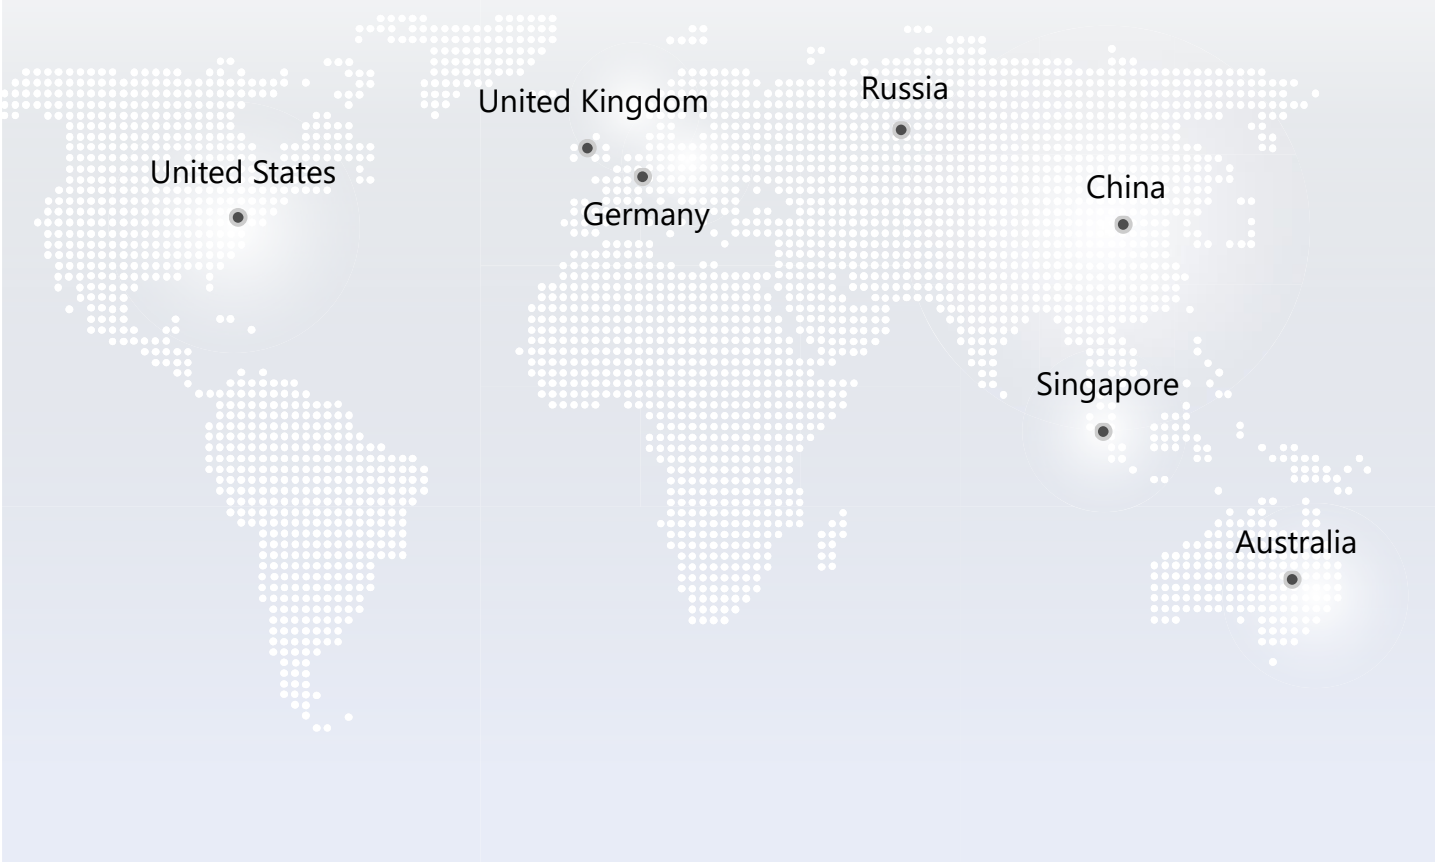 Russia
United Kingdom
United States
China
Germany
Singapore
Australia